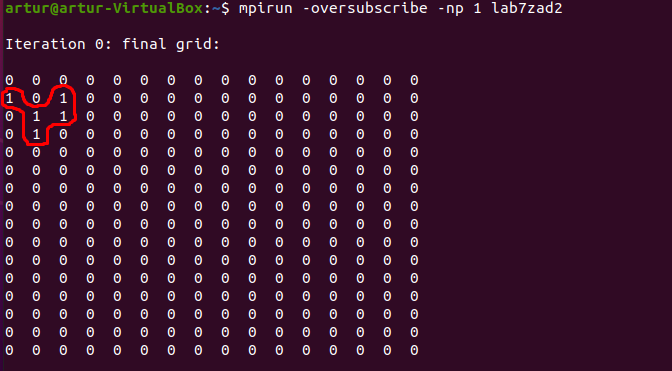 artur@artur-VirtualBox:~$ mpirun -oversubscribe -np 1 lab7zad2
Iteration 0: final grid:
0 0 0 0 0 0 0 0 0 0 0 0 0 0 0 0
1 0 1 0 0 0 0 0 0 0 0 0 0 0 0 0
0 1 1 0 0 0 0 0 0 0 0 0 0 0 0 0
0 1 0 0 0 0 0 0 0 0 0 0 0 0 0 0
0 0 0 0 0 0 0 0 0 0 0 0 0 0 0 0
0 0 0 0 0 0 0 0 0 0 0 0 0 0 0 0
0 0 0 0 0 0 0 0 0 0 0 0 0 0 0 0
0 0 0 0 0 0 0 0 0 0 0 0 0 0 0 0
0 0 0 0 0 0 0 0 0 0 0 0 0 0 0 0
0 0 0 0 0 0 0 0 0 0 0 0 0 0 0 0
0 0 0 0 0 0 0 0 0 0 0 0 0 0 0 0
0 0 0 0 0 0 0 0 0 0 0 0 0 0 0 0
0 0 0 0 0 0 0 0 0 0 0 0 0 0 0 0
0 0 0 0 0 0 0 0 0 0 0 0 0 0 0 0
0 0 0 0 0 0 0 0 0 0 0 0 0 0 0 0
0 0 0 0 0 0 0 0 0 0 0 0 0 0 0 0